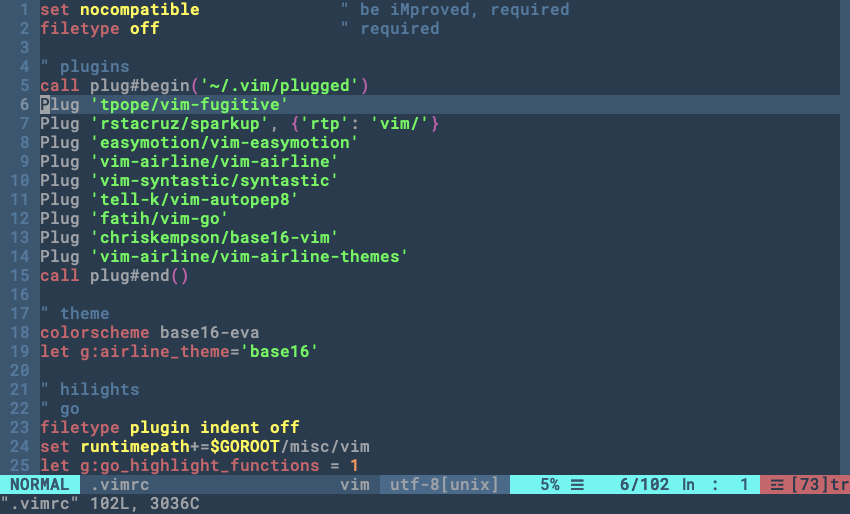 1 set nocompatible " be iMproved, required
2 filetype off " required
3
4 " plugins
5 call plug#begin('~/.vim/plugged')
6 Plug 'tpope/vim-fugitive'
7 Plug 'rstacruz/sparkup', {'rtp': 'vim/'}
8 Plug 'easymotion/vim-easymotion'
9 Plug 'vim-airline/vim-airline'
10 Plug 'vim-syntastic/syntastic'
11 Plug 'tell-k/vim-autopep8'
12 Plug 'fatih/vim-go'
13 Plug 'chriskempson/base16-vim'
14 Plug 'vim-airline/vim-airline-themes'
15 call plug#end()
16
17 " theme
18 colorscheme base16-eva
19 let g:airline_theme='base16'
20
21 " hilights
22 " go
23 filetype plugin indent off
24 set runtimepath+=$GOROOT/misc/vim
25 let g:go_highlight_functions = 1
NORMAL .vimrc vim utf-8[unix] 5% ☰ 6/102 ln : 1 ☲ [73]tr
".vimrc" 102L, 3036C